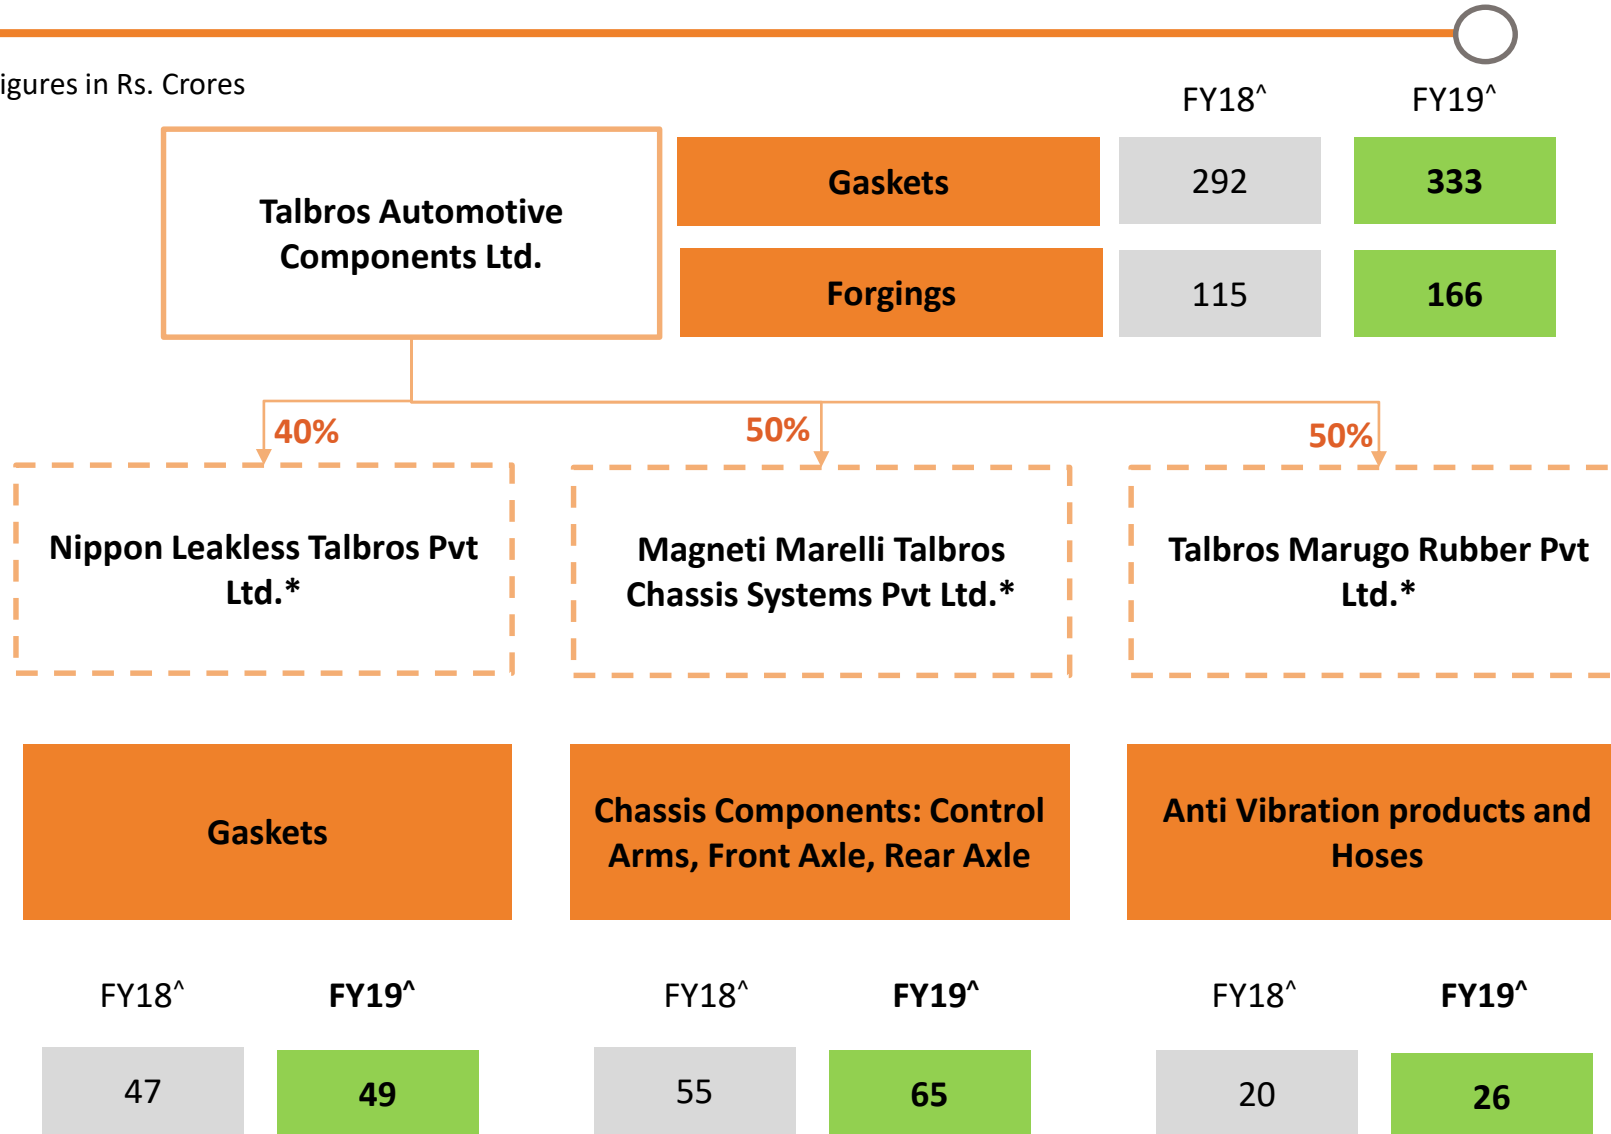 igures in Rs. Crores
FY18^ FY19^
Talbros Automotive
Components Ltd.
Gaskets 292 333
Forgings 115 166
40% 50% 50%
Nippon Leakless Talbros Pvt
Ltd.*
Magneti Marelli Talbros
Chassis Systems Pvt Ltd.*
Talbros Marugo Rubber Pvt
Ltd.*
Gaskets
Chassis Components: Control
Arms, Front Axle, Rear Axle
Anti Vibration products and
Hoses
FY18^ FY19^ FY18^ FY19^ FY18^ FY19^
47 49 55 65 20 26